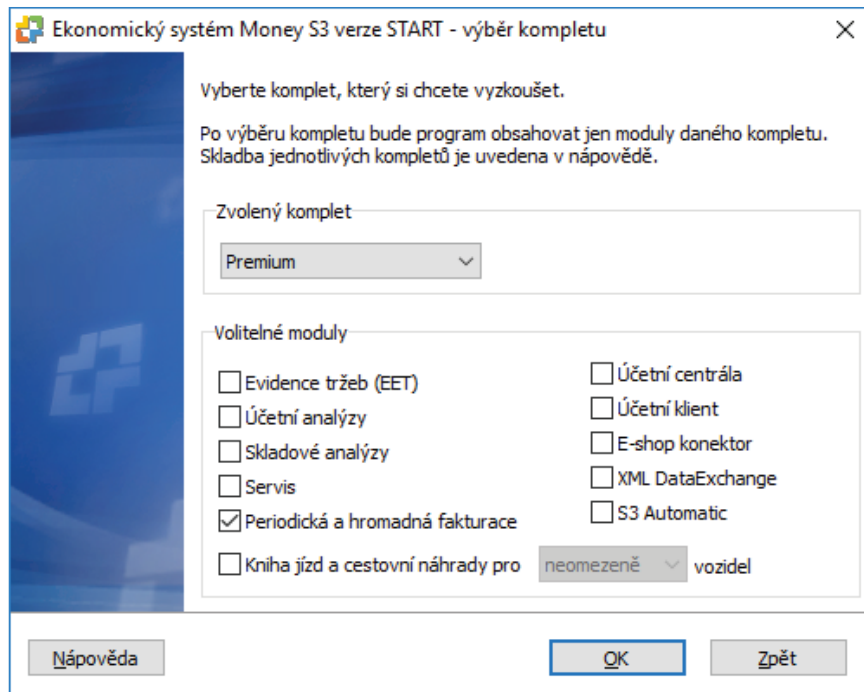 Ekonomický systém Money S3 verze START - výběr kompletu
Vyberte komplet, který si chcete vyzkoušet.
Po výběru kompletu bude program obsahovat jen moduly daného kompletu.
Skladba jednotlivých kompletů je uvedena v nápovědě.
Zvolený komplet
Premium
Volitelné moduly
Evidence tržeb (EET)
Účetní analýzy
Skladové analýzy
Servis
Periodická a hromadná fakturace
Kniha jízd a cestovní náhrady pro neomezeně vozidel
Účetní centrála
Účetní klient
E-shop konektor
XML DataExchange
S3 Automatic
Nápověda
OK
Zpět